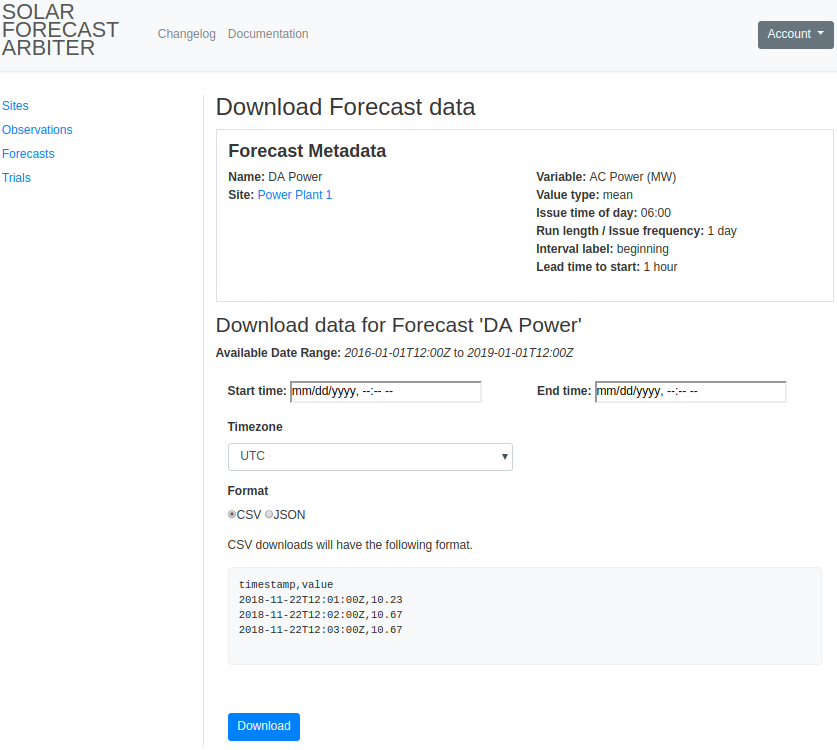 SOLAR
FORECAST
ARBITER
Changelog Documentation
Account
Sites
Observations
Forecasts
Trials
Download Forecast data
Forecast Metadata
Name: DA Power
Site: Power Plant 1
Variable: AC Power (MW)
Value type: mean
Issue time of day: 06:00
Run length / Issue frequency: 1 day
Interval label: beginning
Lead time to start: 1 hour
Download data for Forecast 'DA Power'
Available Date Range: 2016-01-01T12:00Z to 2019-01-01T12:00Z
Start time: mm/dd/yyyy, --:-- -- End time: mm/dd/yyyy, --:-- --
Timezone
UTC
Format
CSV JSON
CSV downloads will have the following format.
timestamp,value
2018-11-22T12:01:00Z,10.23
2018-11-22T12:02:00Z,10.67
2018-11-22T12:03:00Z,10.67
Download